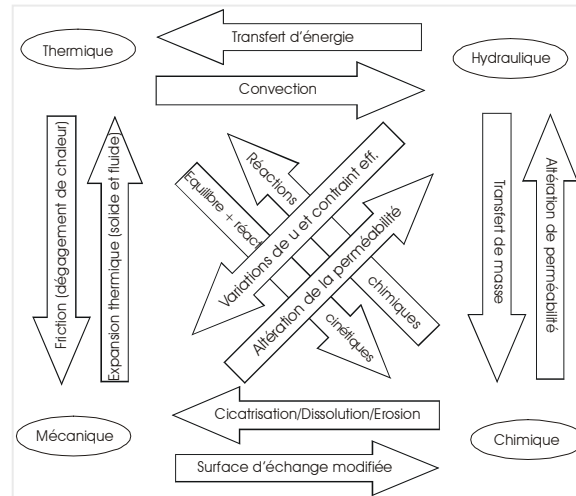 Transfert d'énergie
Thermique
Hydraulique
Convection
Friction (dégagement de chaleur)
Expansion thermique (solide et fluide)
Réactions
chimiques
Equilibre + réact
cinétiques
Variations de u et contraint eff.
Altération de la perméabilité
Transfert de masse
Altération de perméabilité
Cicatrisation/Dissolution/Erosion
Mécanique
Chimique
Surface d'échange modifiée